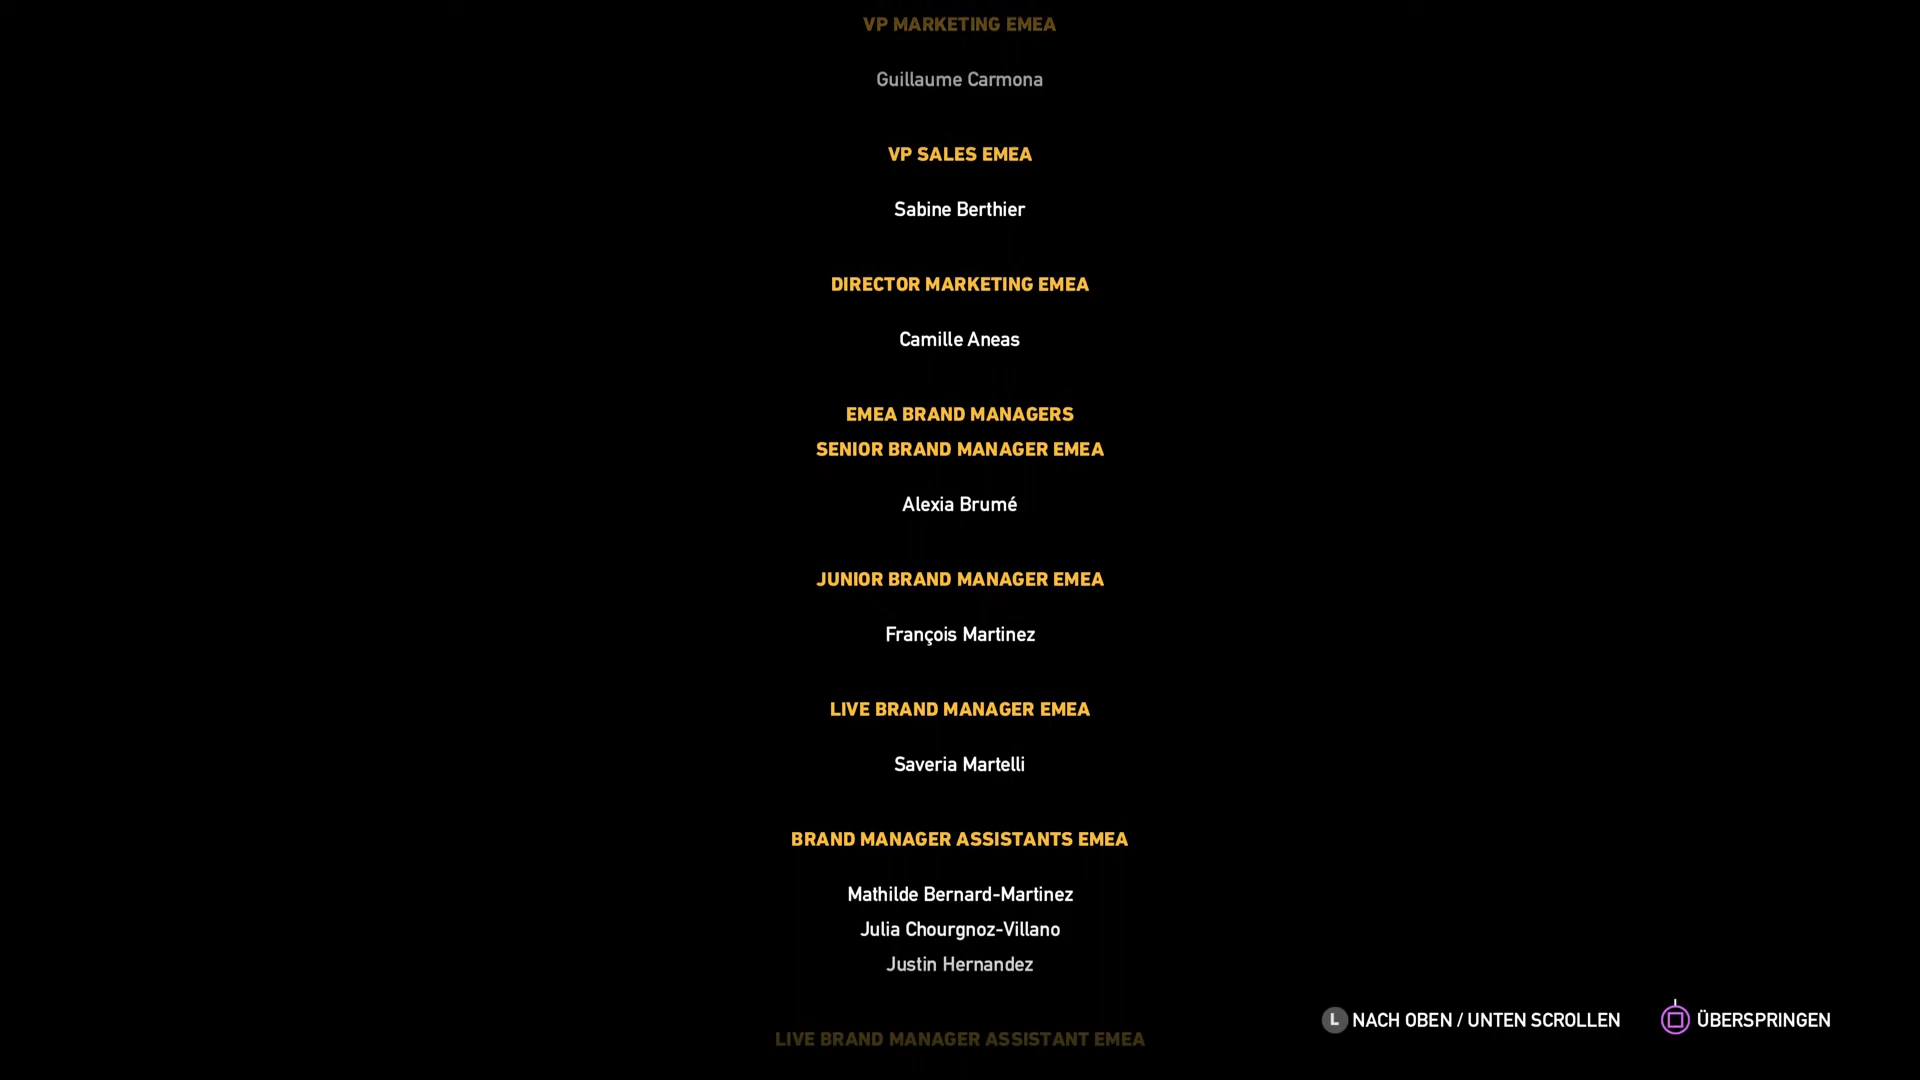 VP MARKETING EMEA
Guillaume Carmona
VP SALES EMEA
Sabine Berthier
DIRECTOR MARKETING EMEA
Camille Aneas
EMEA BRAND MANAGERS
SENIOR BRAND MANAGER EMEA
Alexia Brumé
JUNIOR BRAND MANAGER EMEA
François Martinez
LIVE BRAND MANAGER EMEA
Saveria Martelli
BRAND MANAGER ASSISTANTS EMEA
Mathilde Bernard-Martinez
Julia Chourgnoz-Villano
Justin Hernandez
LIVE BRAND MANAGER ASSISTANT EMEA
L NACH OBEN / UNTEN SCROLLEN ÜBERSPRINGEN